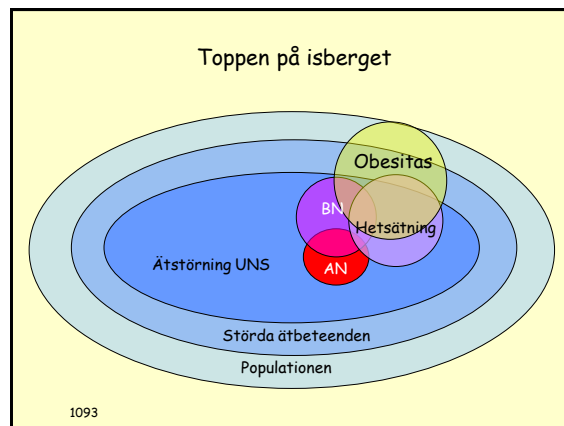 Toppen på isberget
Obesitas
BN
Hetsätning
Ätstörning UNS
AN
Störda ätbeteenden
Populationen
1093